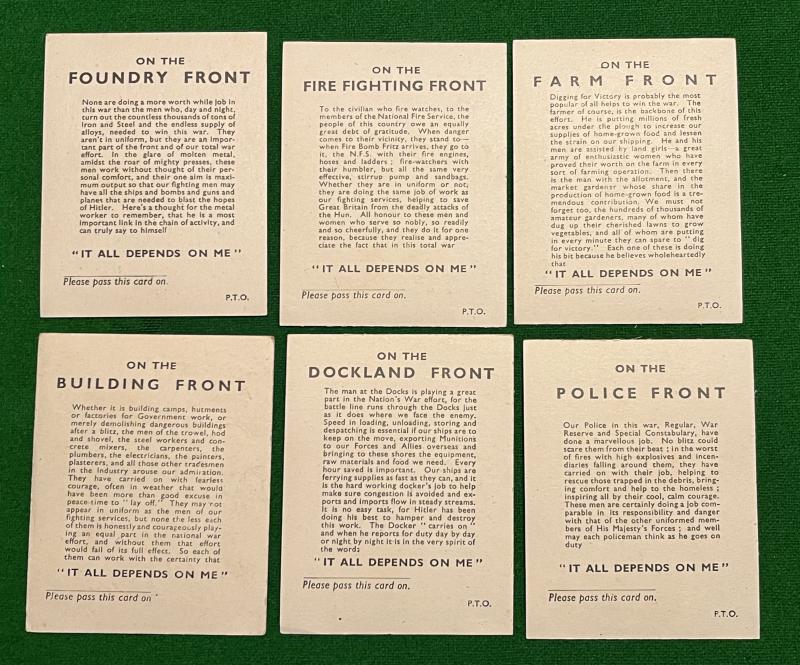 ON THE
FOUNDRY FRONT
None are doing a more worth while job in
this war than the men who, day and night,
turn out the countless thousands of tons of
Iron and Steel and the endless supply of
alloys, needed to win this war. They
aren't in uniform, but they are an impor-
tant part of the front and of our total war
effort. In the glare of molten metal,
amidst the roar of mighty presses, these
men work without thought of their per-
sonal comfort, and their one aim is maxi-
mum output so that our fighting men may
have all the ships and bombs and guns and
planes that are needed to blast the hopes
of Hitler. Here's a thought for the metal
worker to remember, that he is a most
important link in the chain of activity, and
can truly say to himself
"IT ALL DEPENDS ON ME"
Please pass this card on.
P.T.O.
ON THE
FIRE FIGHTING FRONT
To the civilian who fire watches, to the
members of the National Fire Service, the
people of this country owe an equally
great debt of gratitude. When danger
comes to their vicinity, they stand to—
when Fire Bomb Fritz arrives, they go to
it, the N.F.S. with their fire engines,
hoses and ladders; fire-watchers with
their humbler, but all the same very
effective, stirrup pump and sandbags.
Whether they are in uniform or not;
they are doing the same job of work as
our fighting services, helping to save
Great Britain from the deadly attacks of
the Hun. All honour to these men and
women who serve so nobly, so readily
and so cheerfully, and they do it for one
reason, because they realise and appre-
ciate the fact that in this total war
"IT ALL DEPENDS ON ME"
Please pass this card on.
P.T.O.
ON THE
FARM FRONT
Digging for Victory is probably the most
popular of all helps to win the war. The
farmer of course, is the backbone of this
effort. He is putting millions of fresh
acres under the plough to increase our
supplies of home-grown food and lessen
the strain on our shipping. He and his
men are assisted by land girls—a great
army of enthusiastic women who have
proved their worth on the farm in every
sort of farming operation. Then there
is the man with the allotment, and the
market gardener whose share in the
production of home-grown food is a tre-
mendous contribution. We must not
forget too, the hundreds of thousands of
amateur gardeners, many of whom have
dug up their cherished lawns to grow
vegetables, and all of whom are putting
in every minute they can spare to "dig
for victory." Each one of these is doing
his bit because he believes wholeheartedly
that
"IT ALL DEPENDS ON ME"
Please pass this card on.
P.T.O.
ON THE
BUILDING FRONT
Whether it is building camps, hutments
or factories for Government work, or
merely demolishing dangerous buildings
after a blitz, the men of the trowel, hod
and shovel, the steel workers and con-
crete mixers, the carpenters, the
plumbers, the electricians, the painters,
plasterers, and all those other tradesmen
in the Industry arouse our admiration.
They have carried on with fearless
courage, often in weather that would
have been more than good excuse in
peace-time to "lay off." They may not
appear in uniform as the men of our
fighting services, but none the less each
of them is honestly and courageously play-
ing an equal part in the national war
effort, and without them that effort
would fail of its full effect. So each of
them can work with the certainty that
"IT ALL DEPENDS ON ME"
Please pass this card on
ON THE
DOCKLAND FRONT
The man at the Docks is playing a great
part in the Nation's War effort, for the
battle line runs through the Docks just
as it does where we face the enemy.
Speed in loading, unloading, storing and
despatching is essential if our ships are to
keep on the move, exporting Munitions
to our Forces and Allies overseas and
bringing to these shores the equipment,
raw materials and food we need. Every
hour saved is important. Our ships are
ferrying supplies as fast as they can, and it
is the hard working docker's job to help
make sure congestion is avoided and ex-
ports and imports flow in steady streams.
It is no easy task, for Hitler has been
doing his best to hamper and destroy
this work. The Docker "carries on"
and when he reports for duty day by day
or night by night it is in the very spirit of
the words
"IT ALL DEPENDS ON ME"
Please pass this card on.
P.T.O.
ON THE
POLICE FRONT
Our Police in this war, Regular, War
Reserve and Special Constabulary, have
done a marvellous job. No blitz could
scare them from their beat; in the worst
of fires with high explosives and incen-
diaries falling around them, they have
carried on with their job, helping to
rescue those trapped in the debris, bring-
ing comfort and help to the homeless;
inspiring all by their cool, calm courage.
These men are certainly doing a job com-
parable in its responsibility and danger
with that of the other uniformed mem-
bers of His Majesty's Forces; and well
may each policeman think as he goes on
duty
"IT ALL DEPENDS ON ME"
Please pass this card on.
P.T.O.